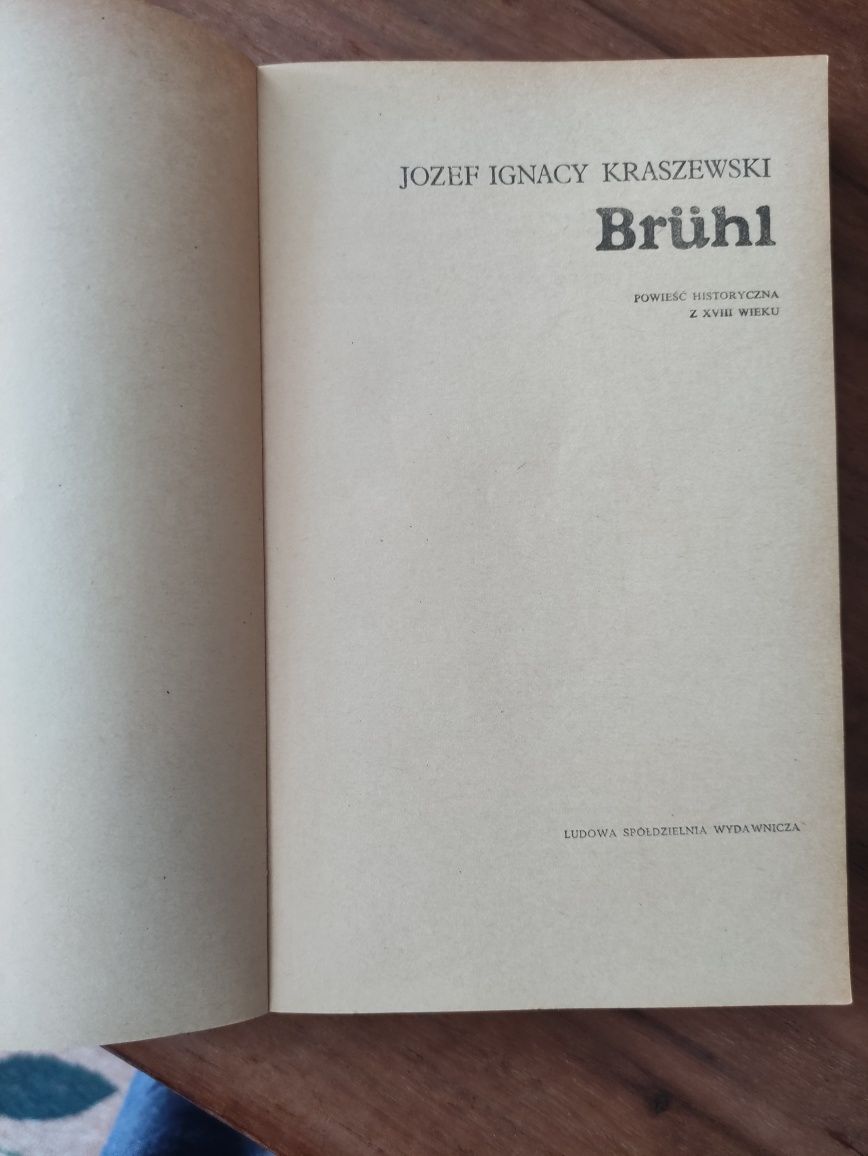 JOZEF IGNACY KRASZEWSKI
Brühl
POWIEŚĆ HISTORYCZNA
Z XVIII WIEKU
LUDOWA SPÓŁDZIELNIA WYDAWNICZA